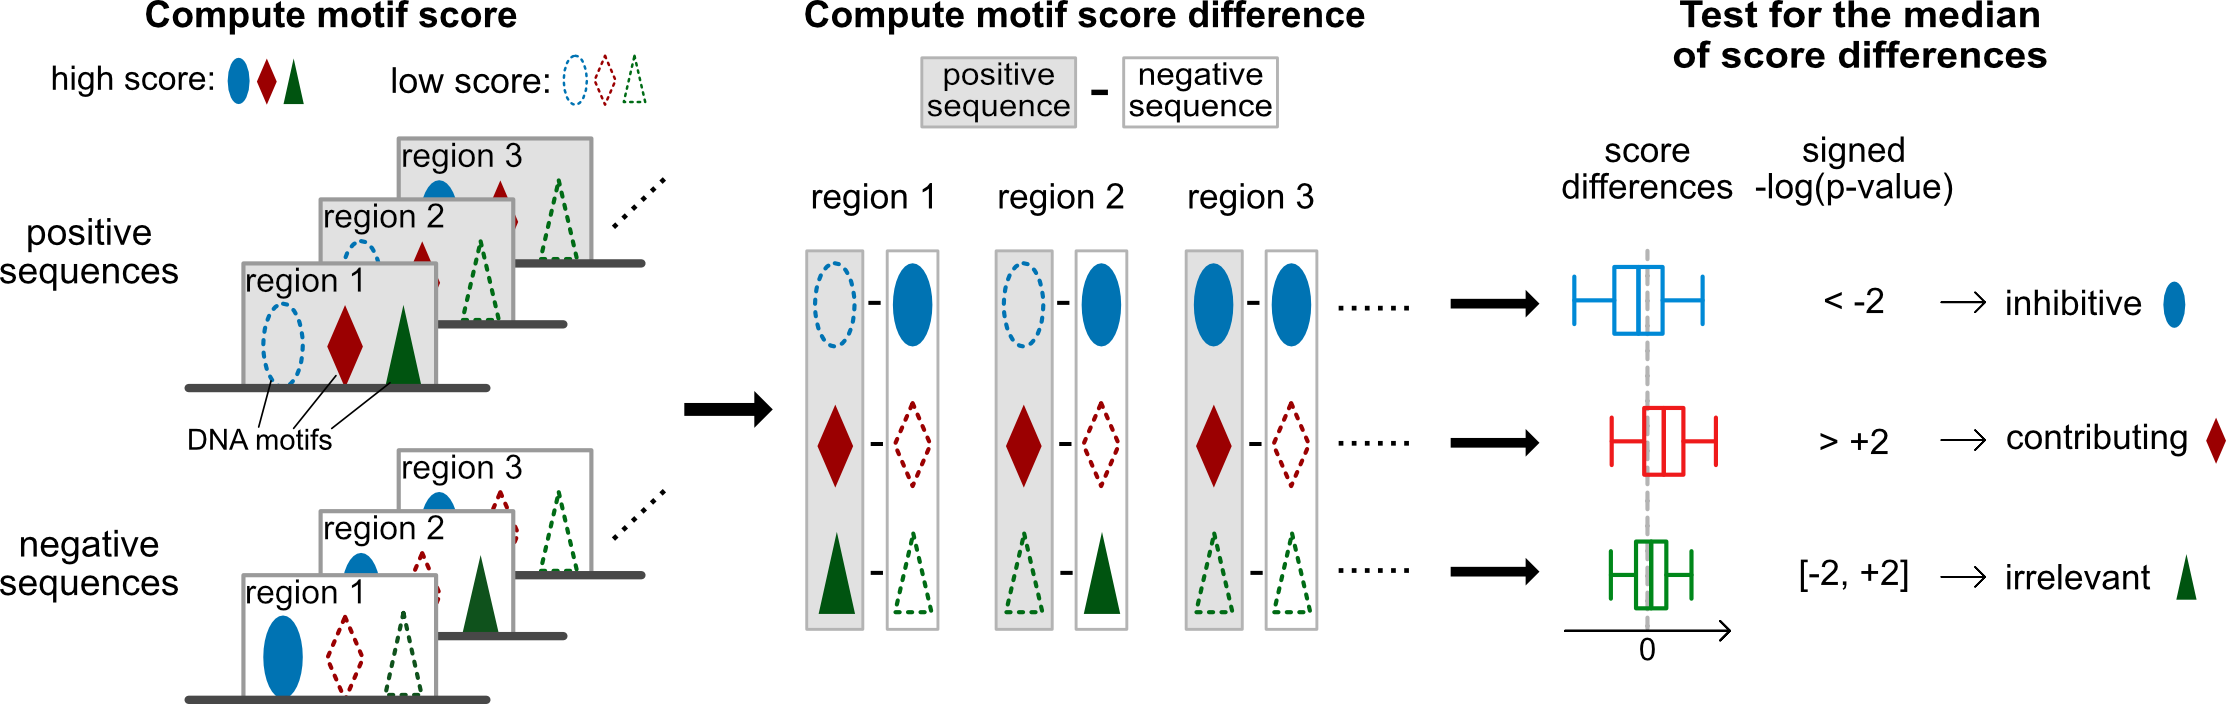 Compute motif score
high score:
low score:
positive
sequences
region 3
region 2
region 1
DNA motifs
negative
sequences
region 3
region 2
region 1
Compute motif score difference
positive
sequence
-
negative
sequence
region 1
region 2
region 3
-
-
-
......
-
-
-
......
-
-
-
......
Test for the median
of score differences
score
differences
signed
-log(p-value)
< -2
inhibitive
> +2
contributing
[-2, +2]
irrelevant
0